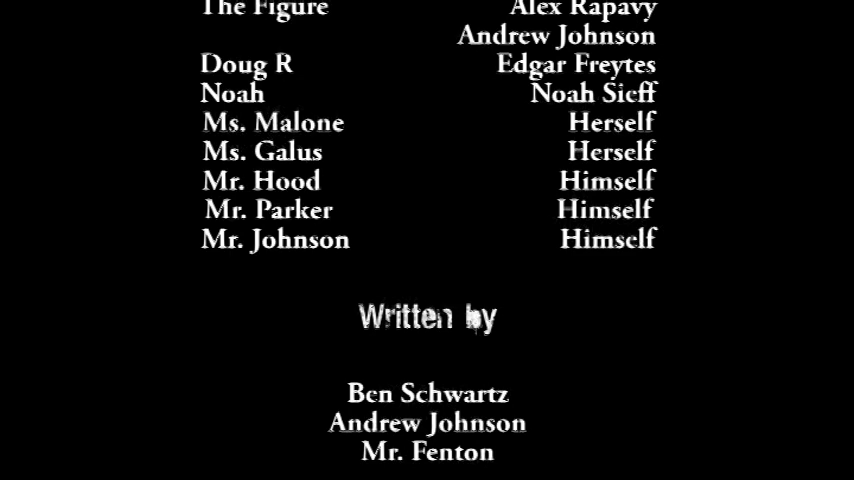 The Figure Alex Rapavy
Andrew Johnson
Doug R Edgar Freytes
Noah Noah Sieff
Ms. Malone Herself
Ms. Galus Herself
Mr. Hood Himself
Mr. Parker Himself
Mr. Johnson Himself
Written by
Ben Schwartz
Andrew Johnson
Mr. Fenton